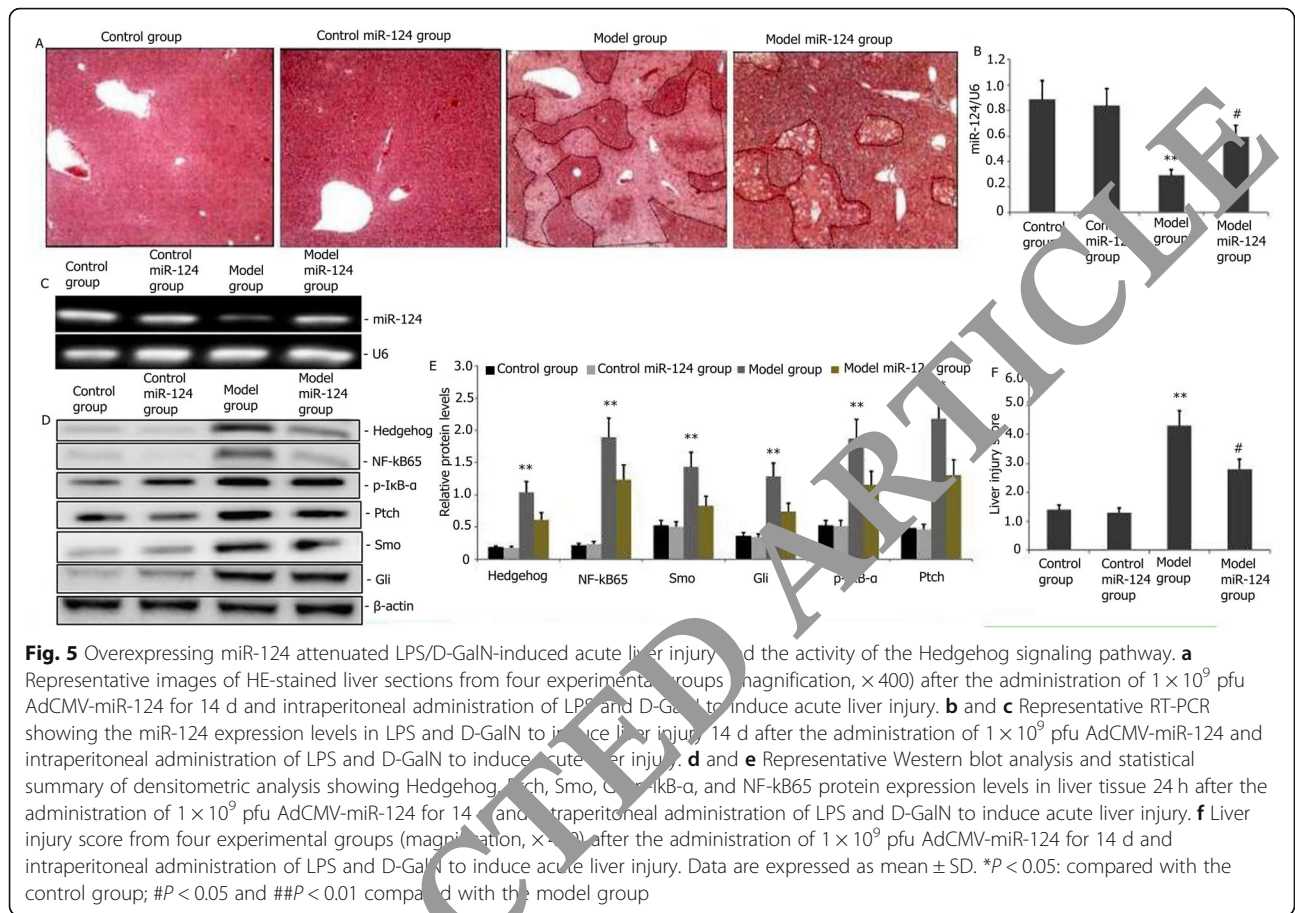 A
Control group
Control miR-124 group
Model group
Model miR-124 group
B
miR-124/U6
1.2
1.0
0.8
0.6
0.4
0.2
0
**
#
group
Model
group
Model
miR-124
group
C
Control
group
Control
miR-124
group
Model
group
Model
miR-124
group
- miR-124
- U6
D
Control
group
Control
miR-124
group
Model
group
Model
miR-124
group
- Hedgehog
- NF-kB65
- p-IκB-α
- Ptch
- Smo
- Gli
- β-actin
E
Relative protein levels
3.0
2.5
2.0
1.5
1.0
0.5
0
Control group Control miR-124 group Model group Model group
**
**
**
**
**
Hedgehog
NF-kB65
Smo
Gli
Ptch
F
Liver injury score
6.0
5.0
4.0
3.0
2.0
1.0
0
**
#
Control
group
Control
miR-124
group
Model
group
Model
miR-124
group
Fig. 5 Overexpressing miR-124 attenuated LPS/D-GalN-induced acute injury the activity of the Hedgehog signaling pathway. a
Representative images of HE-stained liver sections from four experimental magnification, × 400) after the administration of 1 × 10⁹ pfu
AdCMV-miR-124 for 14 d and intraperitoneal administration of LPS and to induce acute liver injury. b and c Representative RT-PCR
showing the miR-124 expression levels in LPS and D-GalN to injury 14 d after the administration of 1 × 10⁹ pfu AdCMV-miR-124 and
intraperitoneal administration of LPS and D-GalN to induce injury. d and e Representative Western blot analysis and statistical
summary of densitometric analysis showing Hedgehog, Smo, and NF-kB65 protein expression levels in liver tissue 24 h after the
administration of 1 × 10⁹ pfu AdCMV-miR-124 for 14 intraperitoneal administration of LPS and D-GalN to induce acute liver injury. f Liver
injury score from four experimental groups after the administration of 1 × 10⁹ pfu AdCMV-miR-124 for 14 d and
intraperitoneal administration of LPS and to induce acute liver injury. Data are expressed as mean ± SD. *P < 0.05: compared with the
control group; #P < 0.05 and ##P < 0.01 with the model group
CTED ARTICLE